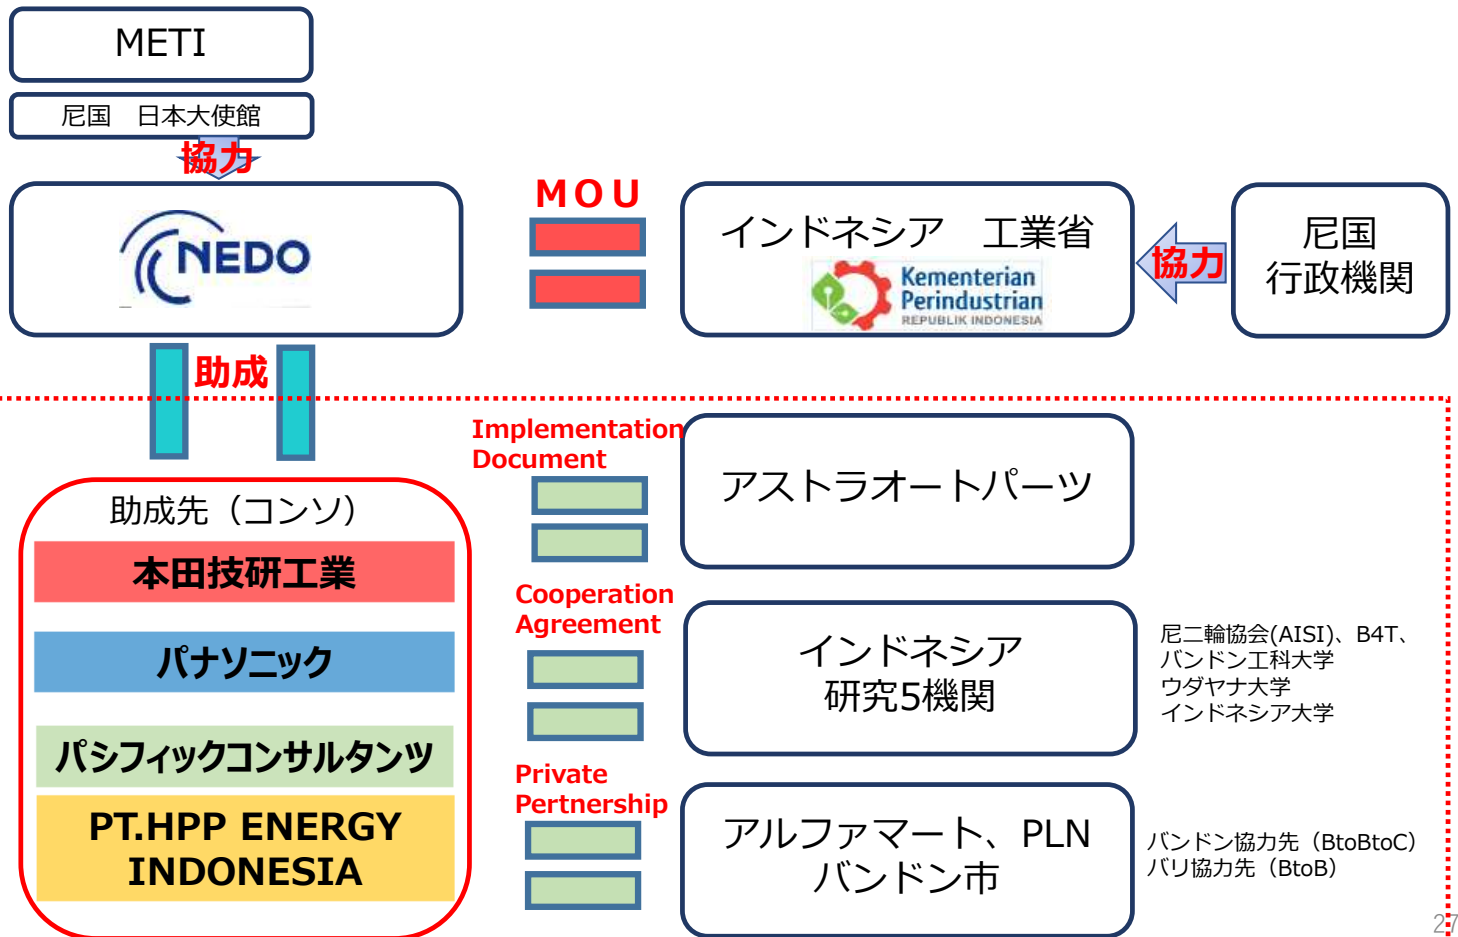 METI
尼国　日本大使館
協力
NEDO
MOU
インドネシア　工業省
Kementerian
Perindustrian
REPUBLIK INDONESIA
協力
尼国
行政機関
助成
助成先（コンソ）
本田技研工業
パナソニック
パシフィックコンサルタンツ
PT.HPP ENERGY
INDONESIA
Implementation
Document
アストラオートパーツ
Cooperation
Agreement
インドネシア
研究5機関
尼二輪協会(AISI)、B4T、
バンドン工科大学
ウダヤナ大学
インドネシア大学
Private
Pertnership
アルファマート、PLN
バンドン市
バンドン協力先（BtoBtoC）
バリ協力先（BtoB）
27